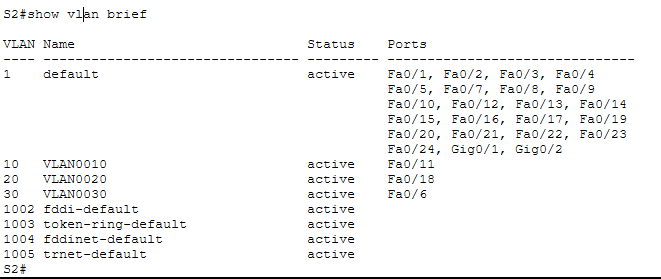 S2#show vlan brief
VLAN Name                             Status    Ports
---- -------------------------------- --------- -------------------------------
1    default                          active    Fa0/1, Fa0/2, Fa0/3, Fa0/4
                                                Fa0/5, Fa0/7, Fa0/8, Fa0/9
                                                Fa0/10, Fa0/12, Fa0/13, Fa0/14
                                                Fa0/15, Fa0/16, Fa0/17, Fa0/19
                                                Fa0/20, Fa0/21, Fa0/22, Fa0/23
                                                Fa0/24, Gig0/1, Gig0/2
10   VLAN0010                         active    Fa0/11
20   VLAN0020                         active    Fa0/18
30   VLAN0030                         active    Fa0/6
1002 fddi-default                     active
1003 token-ring-default               active
1004 fddinet-default                  active
1005 trnet-default                    active
S2#